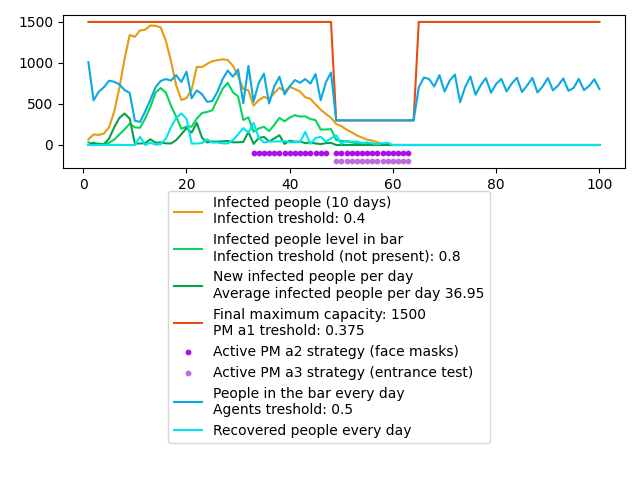 1500
1000
500
0
0
20
40
60
80
100
Infected people (10 days)
Infection treshold: 0.4
Infected people level in bar
Infection treshold (not present): 0.8
New infected people per day
Average infected people per day 36.95
Final maximum capacity: 1500
PM a1 treshold: 0.375
Active PM a2 strategy (face masks)
Active PM a3 strategy (entrance test)
People in the bar every day
Agents treshold: 0.5
Recovered people every day